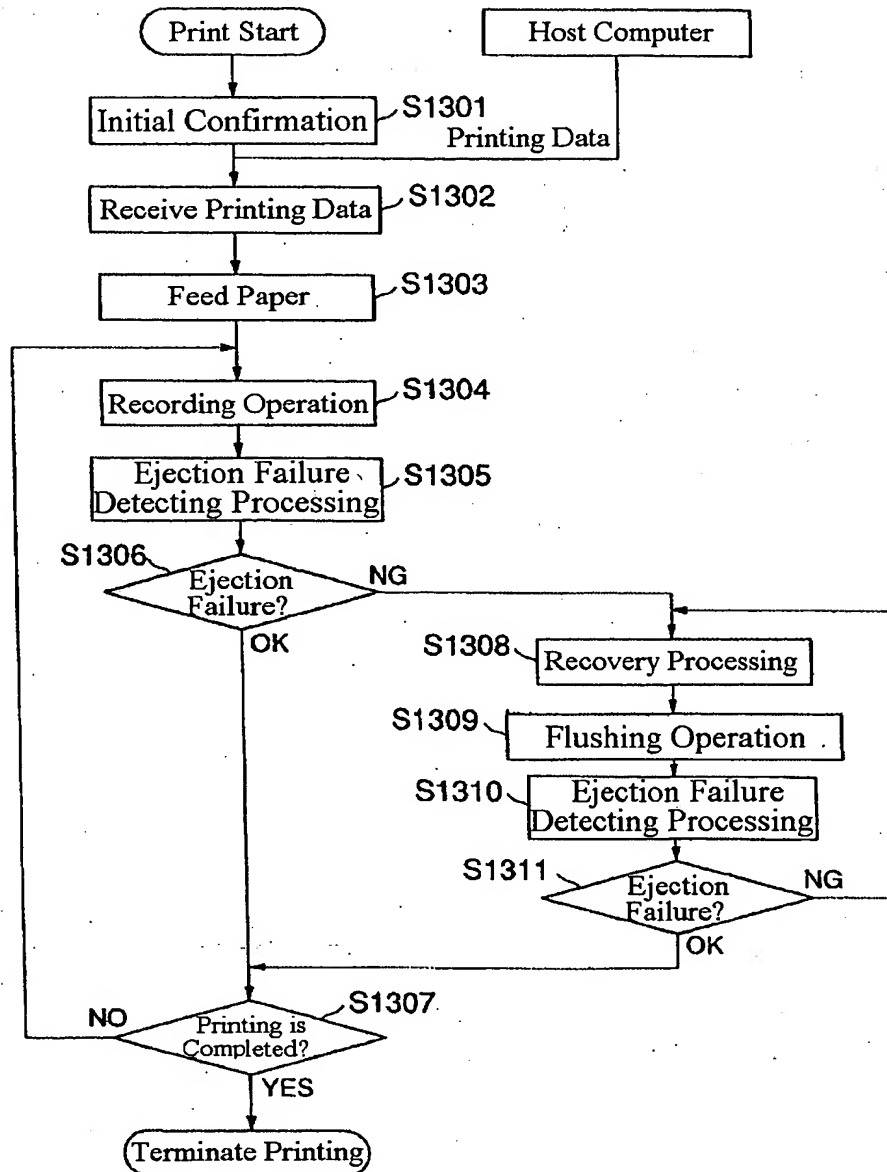 Print Start
Host Computer
Initial Confirmation
S1301
Printing Data
Receive Printing Data
S1302
Feed Paper
S1303
Recording Operation
S1304
Ejection Failure
Detecting Processing
S1305
S1306
Ejection
Failure?
NG
OK
S1308
Recovery Processing
S1309
Flushing Operation
S1310
Ejection Failure
Detecting Processing
S1311
Ejection
Failure?
NG
OK
S1307
NO
Printing is
Completed?
YES
Terminate Printing